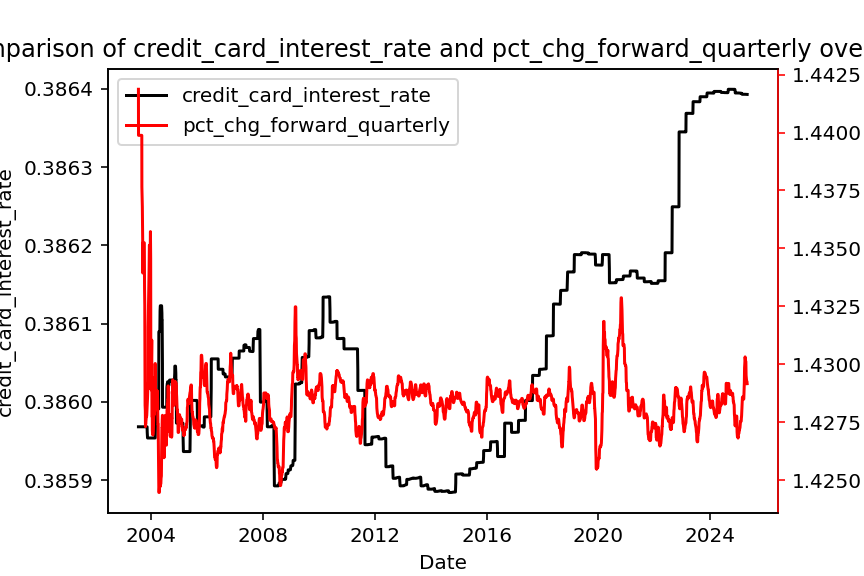 mparison of credit_card_interest_rate and pct_chg_forward_quarterly ove
credit_card_interest_rate
pct_chg_forward_quarterly
0.3864
0.3863
0.3862
0.3861
0.3860
0.3859
credit_card_interest_rate
1.4425
1.4400
1.4375
1.4350
1.4325
1.4300
1.4275
1.4250
2004 2008 2012 2016 2020 2024
Date